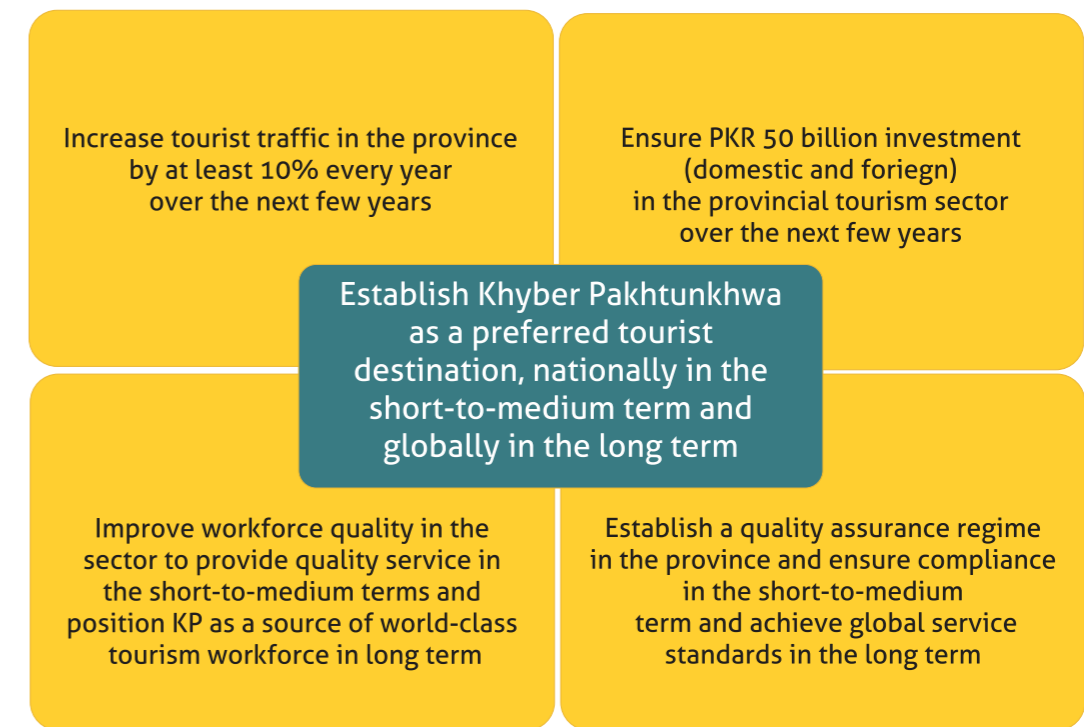 Increase tourist traffic in the province
by at least 10% every year
over the next few years
Ensure PKR 50 billion investment
(domestic and foriegn)
in the provincial tourism sector
over the next few years
Establish Khyber Pakhtunkhwa
as a preferred tourist
destination, nationally in the
short-to-medium term and
globally in the long term
Improve workforce quality in the
sector to provide quality service in
the short-to-medium terms and
position KP as a source of world-class
tourism workforce in long term
Establish a quality assurance regime
in the province and ensure compliance
in the short-to-medium
term and achieve global service
standards in the long term